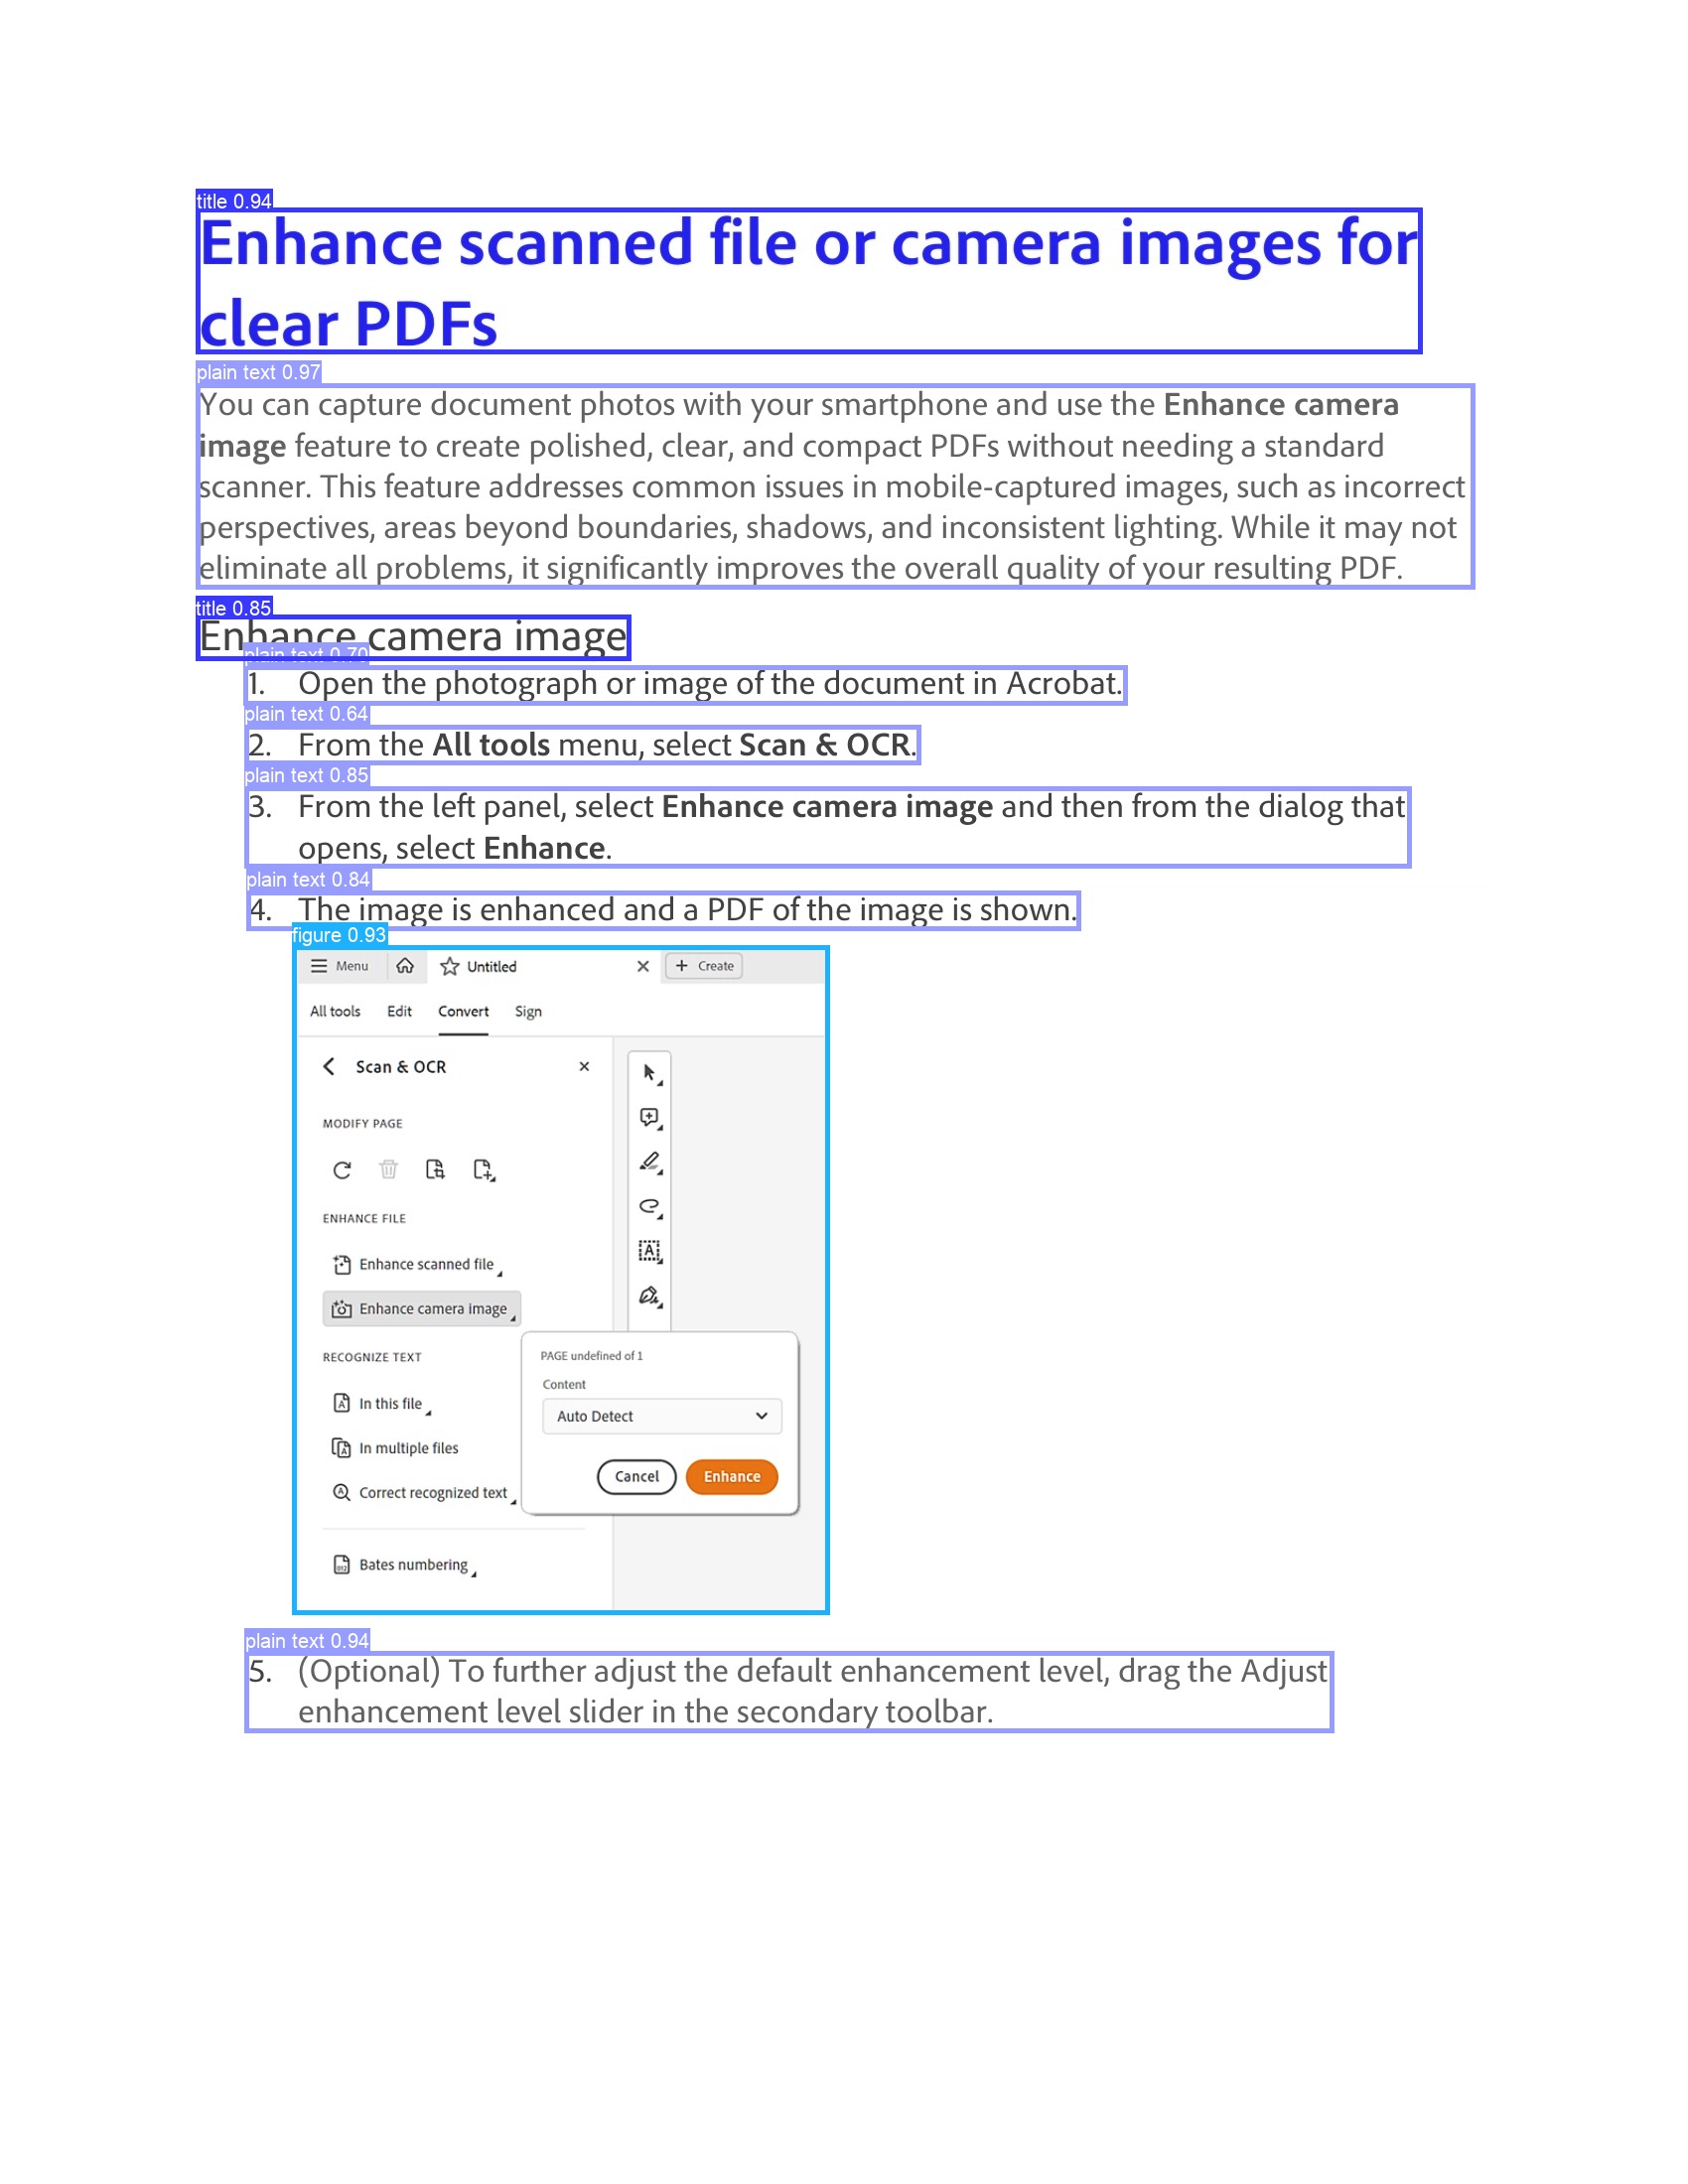 title 0.94
Enhance scanned file or camera images for
clear PDFs
plain text 0.97
You can capture document photos with your smartphone and use the Enhance camera
image feature to create polished, clear, and compact PDFs without needing a standard
scanner. This feature addresses common issues in mobile-captured images, such as incorrect
perspectives, areas beyond boundaries, shadows, and inconsistent lighting. While it may not
eliminate all problems, it significantly improves the overall quality of your resulting PDF.
title 0.85
Enhance camera image
plain text 0.70
1. Open the photograph or image of the document in Acrobat.
plain text 0.64
2. From the All tools menu, select Scan & OCR.
plain text 0.85
3. From the left panel, select Enhance camera image and then from the dialog that
opens, select Enhance.
plain text 0.84
4. The image is enhanced and a PDF of the image is shown.
figure 0.93
Menu Untitled Create
All tools Edit Convert Sign
Scan & OCR
MODIFY PAGE
ENHANCE FILE
Enhance scanned file
Enhance camera image
RECOGNIZE TEXT
In this file
In multiple files
Correct recognized text
Bates numbering
PAGE undefined of 1
Content
Auto Detect
Cancel Enhance
plain text 0.94
5. (Optional) To further adjust the default enhancement level, drag the Adjust
enhancement level slider in the secondary toolbar.